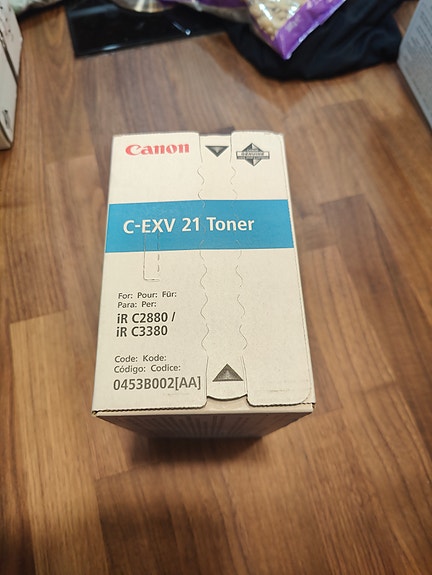 Canon
C-EXV 21 Toner
For: Pour: Für:
Para: Per:
iR C2880 /
iR C3380
Code: Kode:
Código: Codice:
0453B002[AA]